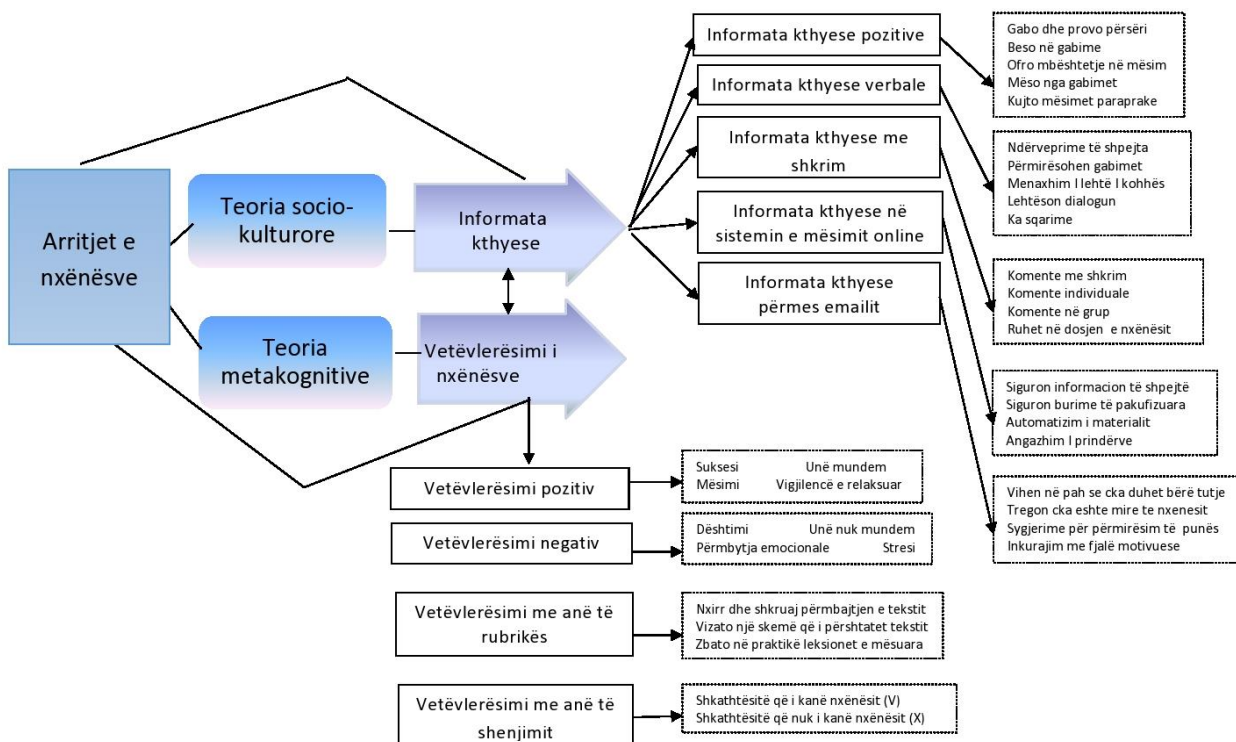 Arritjet e
nxënësve
Teoria socio-
kulturore
Teoria
metakognitive
Informata
kthyese
Vetëvlerësimi i
nxënësve
Informata kthyese pozitive
Informata kthyese verbale
Informata kthyese me
shkrim
Informata kthyese në
sistemin e mësimit online
Informata kthyese
përmes emailit
Gabo dhe provo përsëri
Beso në gabime
Ofro mbështetje në mësim
Mëso nga gabimet
Kujto mësimet paraprake
Ndërveprime të shpejta
Përmirësohen gabimet
Menaxhim I lehtë I kohhës
Lehtëson dialogun
Ka sqarime
Komente me shkrim
Komente individuale
Komente në grup
Ruhet në dosjen e nxënësit
Siguron informacion të shpejtë
Siguron burime të pakufizuara
Automatizim i materialit
Angazhim I prindërve
Vihen në pah se cka duhet bërë tutje
Tregon cka eshte mire te nxenesit
Sygjerime për përmirësim të punës
Inkurajim me fjalë motivuese
Vetëvlerësimi pozitiv
Suksesi Unë mundem
Mësimi Vigjilencë e relaksuar
Vetëvlerësimi negativ
Dështimi Unë nuk mundem
Përmbytja emocionale Stresi
Vetëvlerësimi me anë të
rubrikës
Nxirr dhe shkruaj përmbajtjen e tekstit
Vizato një skemë që i përshtatet tekstit
Zbato në praktikë leksionet e mësuara
Vetëvlerësimi me anë të
shenjimit
Shkathtësitë që i kanë nxënësit (V)
Shkathtësitë që nuk i kanë nxënësit (X)